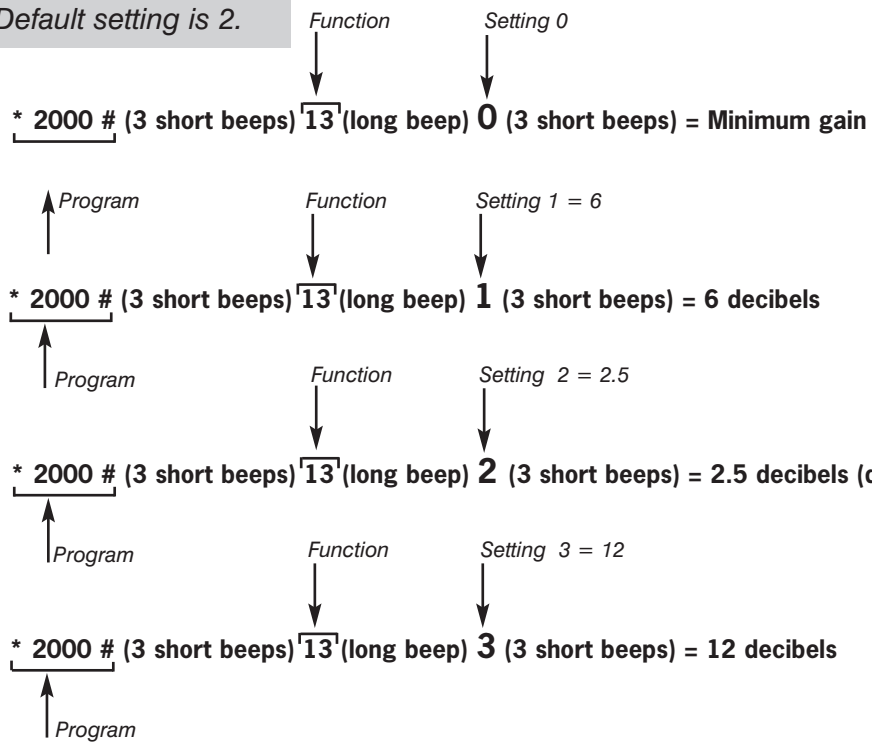 Default setting is 2.
Function Setting 0
* 2000 # (3 short beeps) 13 (long beep) 0 (3 short beeps) = Minimum gain
Program Function Setting 1 = 6
* 2000 # (3 short beeps) 13 (long beep) 1 (3 short beeps) = 6 decibels
Program Function Setting 2 = 2.5
* 2000 # (3 short beeps) 13 (long beep) 2 (3 short beeps) = 2.5 decibels
Program Function Setting 3 = 12
* 2000 # (3 short beeps) 13 (long beep) 3 (3 short beeps) = 12 decibels
Program